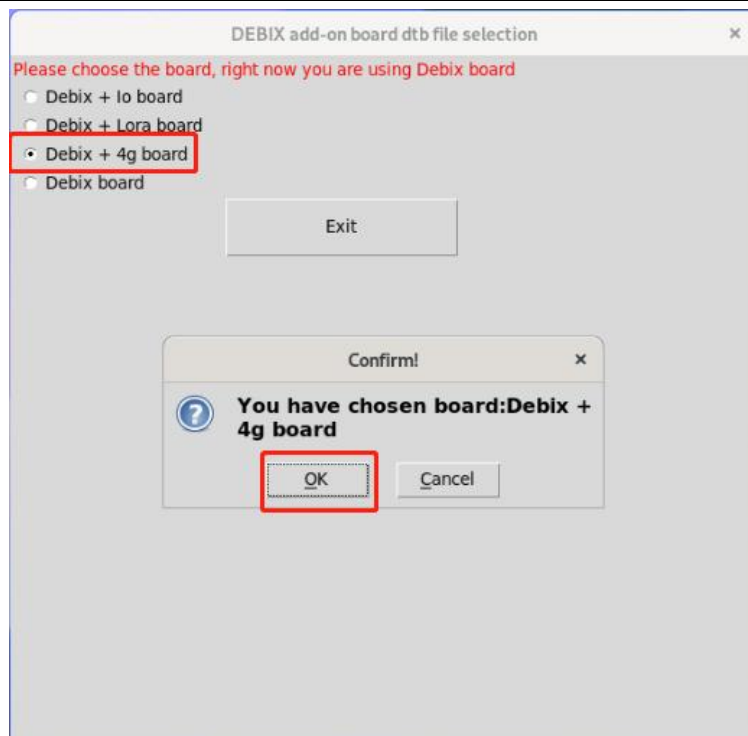 DEBIX add-on board dtb file selection
Please choose the board, right now you are using Debix board
Debix + Io board
Debix + Lora board
Debix + 4g board
Debix board
Exit
Confirm!
You have chosen board:Debix +
4g board
OK
Cancel